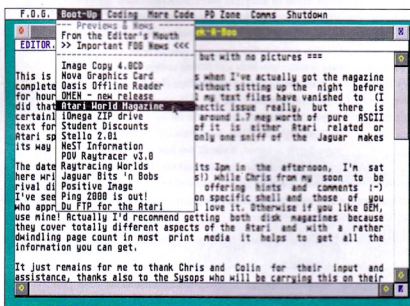 F.O.G. Boot-Up Coding More Code PD Zone Comms Shutdown
ek-A-Boo
EDITOR.
--- Previews & News ---
From the Editor's Mouth
>> Important FOG News <<<
Image Copy 4.0CD
Nova Graphics Card
Oasis Offline Reader
OMEN - new release
Atari World Magazine
iOmega ZIP drive
Student Discounts
Stello 2.01
NeST Information
POV Raytracer v3.0
Raytracing Worlds
Jaguar Bits 'n Bobs
Positive Image
Ping 2000 is out!
Du FTP for the Atari
but with no pictures ===
This is s when I've actually got the magazine
complete without sitting up the night before
for hour l my text files have vanished to (I
did that hectic issue really, but there is
certainl around 1.7 meg worth of pure ASCII
text for of it is either Atari related or
Atari sp only one sniff of the Jaguar makes
its way
The date its 3pm in the afternoon, I'm sat
here wri s!) while Chris from my soon to be
rival di offering hints and comments :-)
I've see on specific shell and those of you
who appr l love it. Otherwise if you like GEM,
use mine! Actually I'd recommend getting both disk magazines because
they cover totally different aspects of the Atari and with a rather
dwindling page count in most print media it helps to get all the
information you can get.
It just remains for me to thank Chris and Colin for their input and
assistance, thanks also to the Sysops who will be carrying this on their